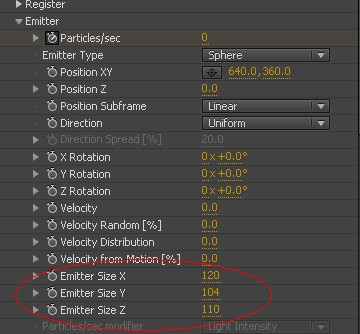 Register
Emitter
Particles/sec 0
Emitter Type Sphere
Position XY 640.0, 360.0
Position Z 0.0
Position Subframe Linear
Direction Uniform
Direction Spread [%] 20.0
X Rotation 0 x +0.0°
Y Rotation 0 x +0.0°
Z Rotation 0 x +0.0°
Velocity 0.0
Velocity Random [%] 0.0
Velocity Distribution 0.0
Velocity from Motion [%] 0.0
Emitter Size X 120
Emitter Size Y 104
Emitter Size Z 110
Particles/sec modifier Light Intensity